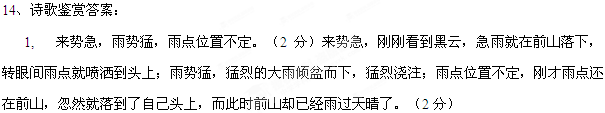 14、诗歌鉴赏答案：
1, 来势急，雨势猛，雨点位置不定。（2 分）来势急，刚刚看到黑云，急雨就在前山落下，
转眼间雨点就喷洒到头上；雨势猛，猛烈的大雨倾盆而下，猛烈浇注；雨点位置不定，刚才雨点还
在前山，忽然就落到了自己头上，而此时前山却已经雨过天晴了。（2分）